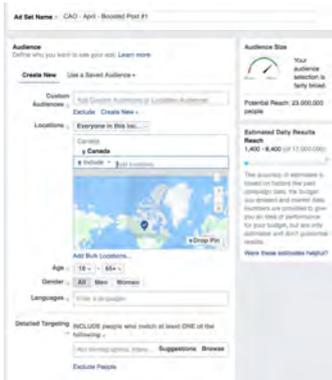 Ad Set Name CAO - April - Boosted Post #1
Audience
Define who you want to see your ads. Learn more
Create New Use a Saved Audience
Custom Audiences
Add Custom Audiences or Lookalike Audiences
Exclude Create New
Locations
Everyone in this loc...
Canada
Canada
Include Add locations
Drop Pin
Add Bulk Locations...
Age 18 - 65+
Gender All Men Women
Languages Enter a language
Detailed Targeting
INCLUDE people who match at least ONE of the following
Suggestions Browse
Exclude People
Audience Size
Your
audience
selection is
fairly broad.
Potential Reach: 23,000,000
people
Estimated Daily Results
Reach
1,400 - 8,400 (of 17,000,000)
The accuracy of estimates is
based on factors like past
campaign data, the budget
you entered and market data.
Numbers are provided to give
you an idea of performance
for your budget, but are only
estimates and don't guarantee
results.
Were these estimates helpful?